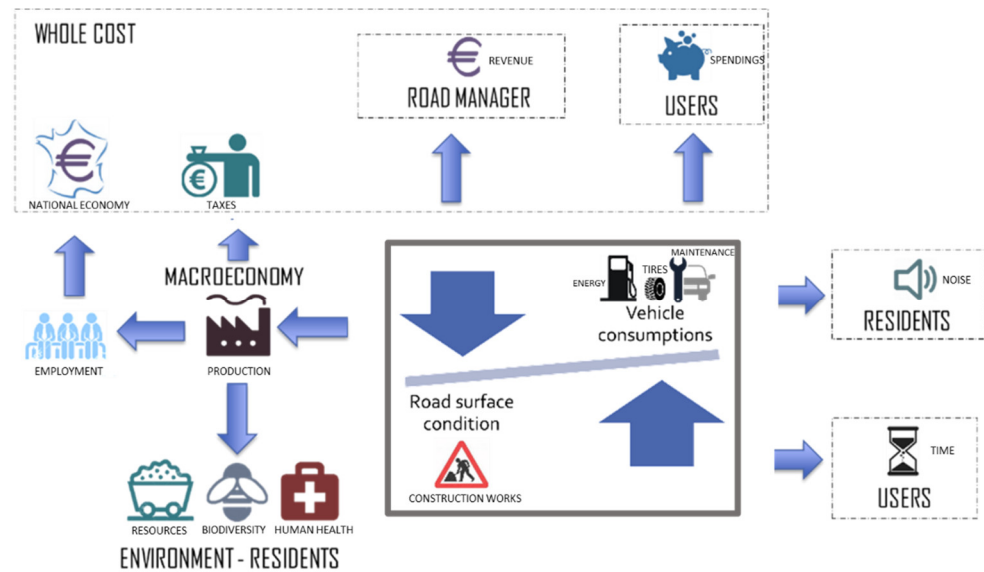 WHOLE COST
REVENUE
ROAD MANAGER
SPENDINGS
USERS
NATIONAL ECONOMY
TAXES
MACROECONOMY
EMPLOYMENT
PRODUCTION
ENERGY
TIRES
MAINTENANCE
Vehicle
consumptions
Road surface
condition
CONSTRUCTION WORKS
NOISE
RESIDENTS
TIME
USERS
RESOURCES
BIODIVERSITY
HUMAN HEALTH
ENVIRONMENT - RESIDENTS